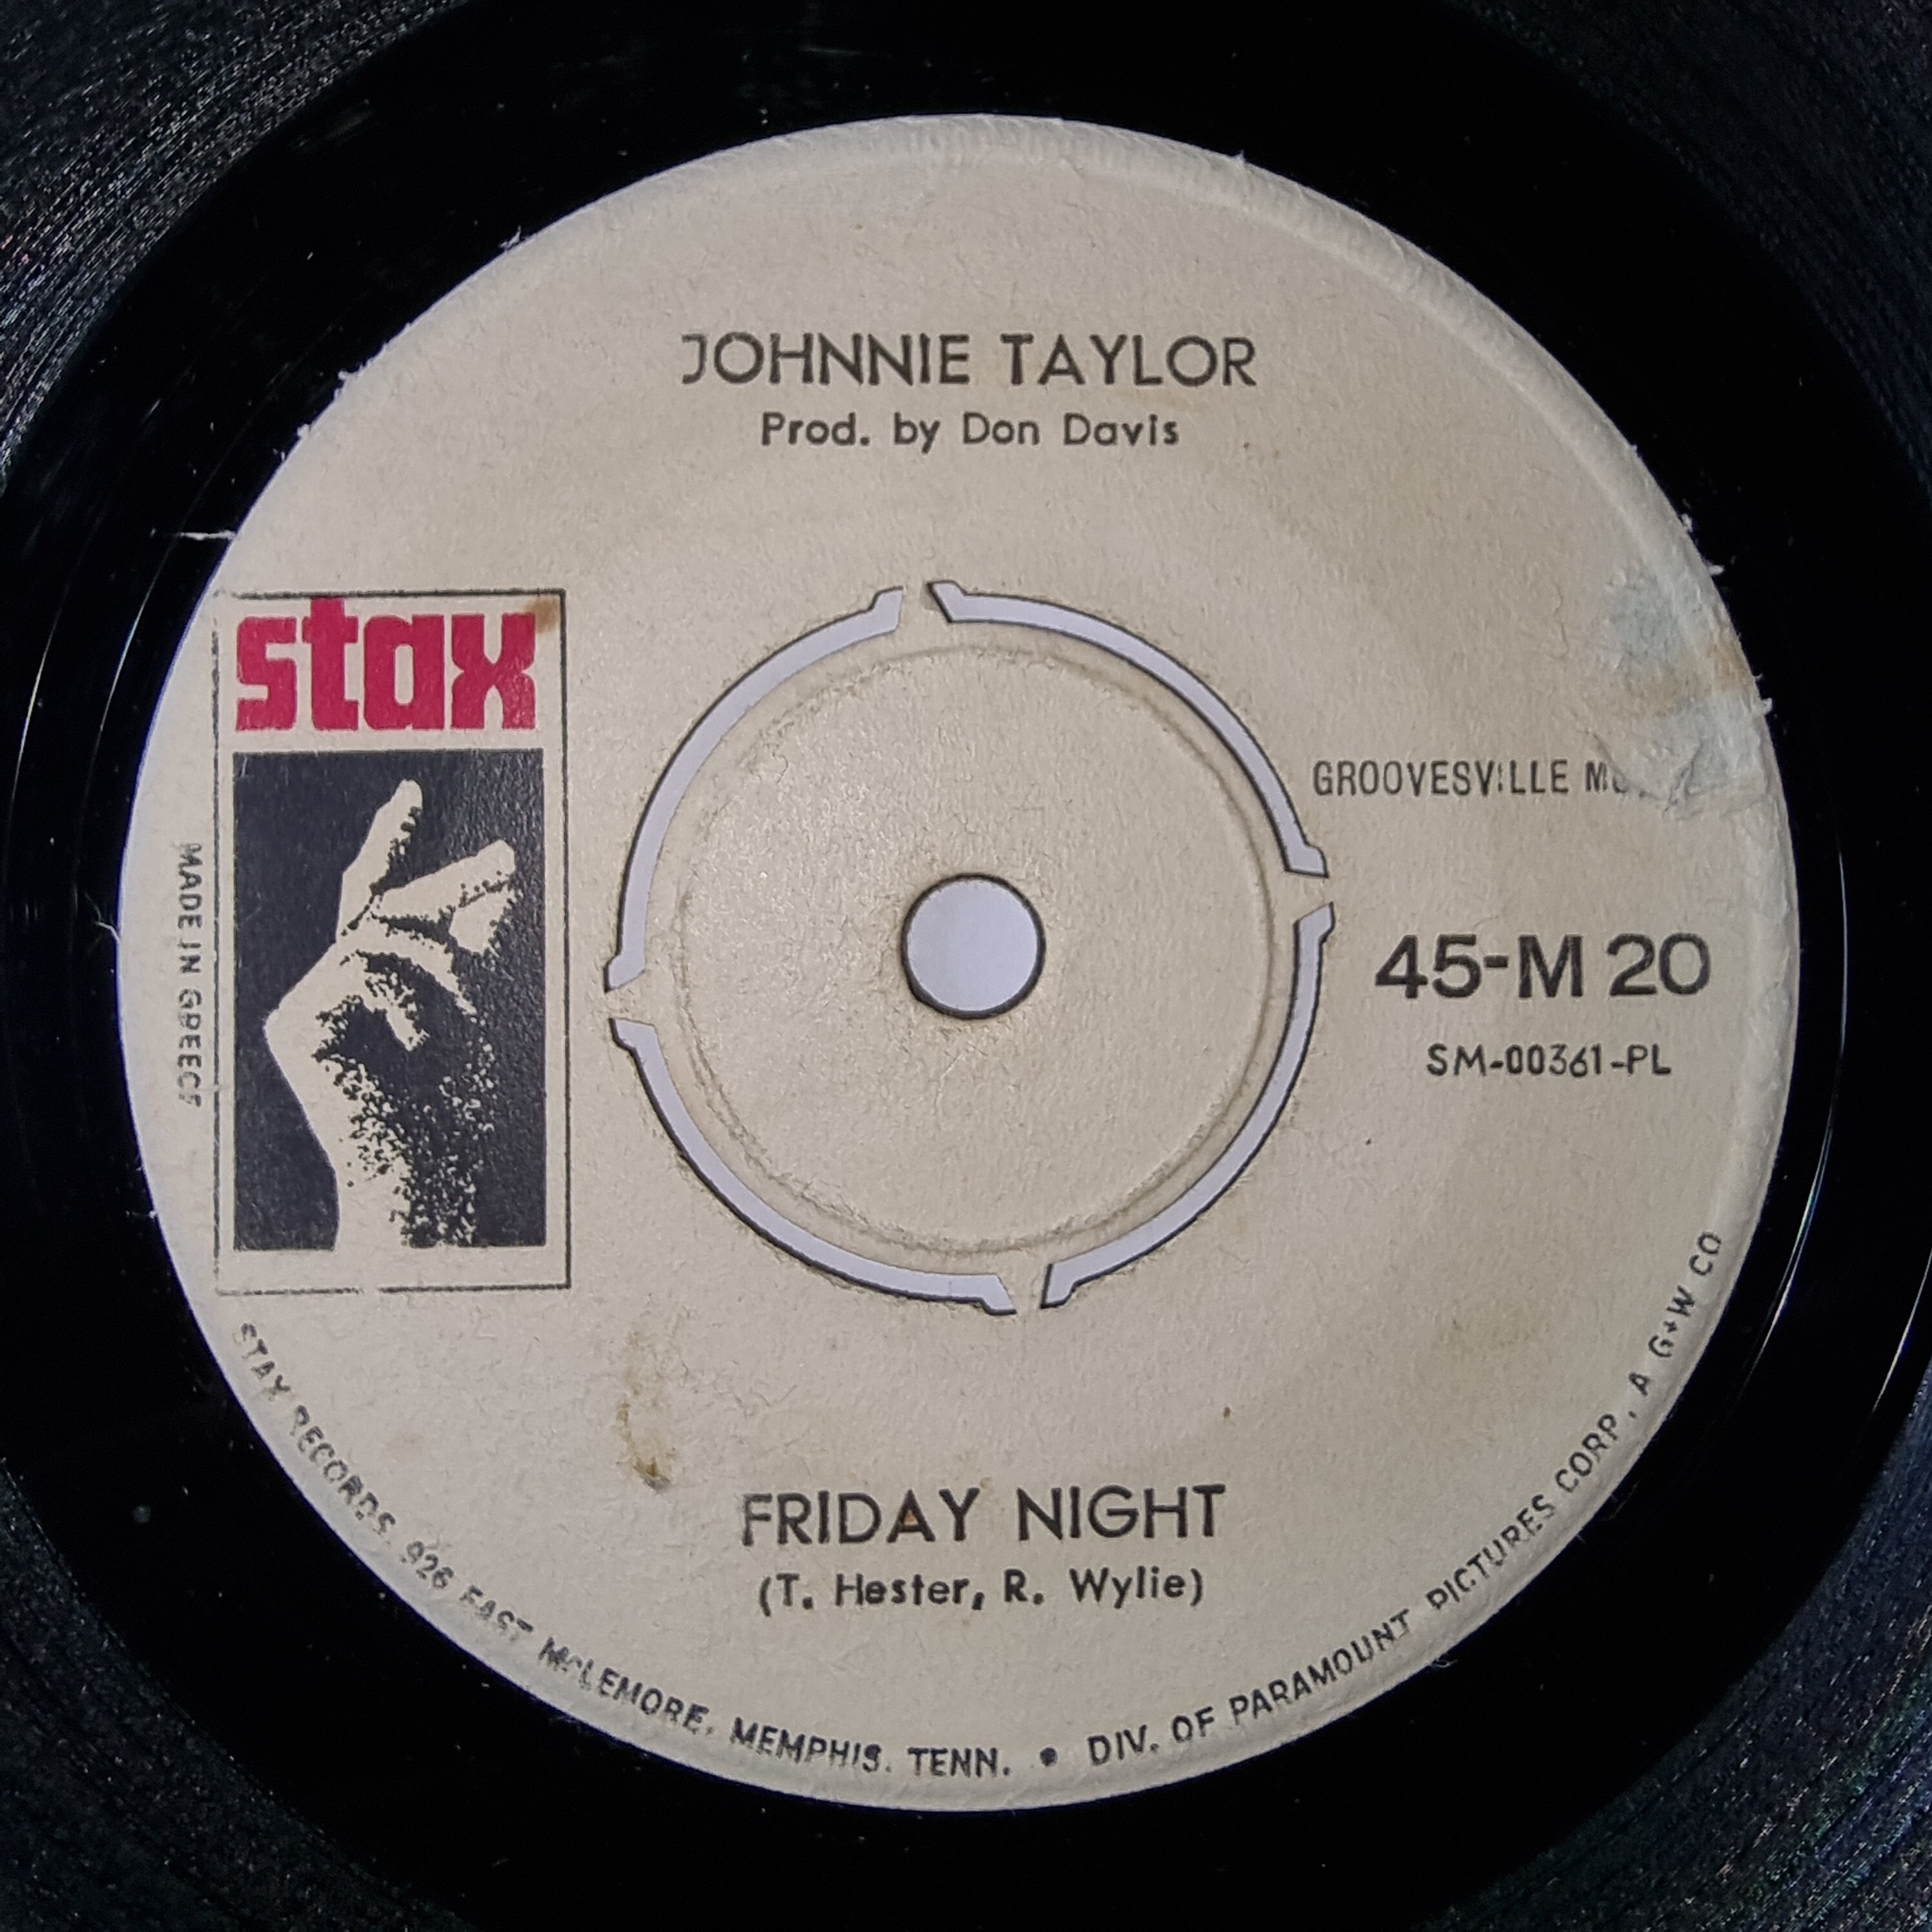 JOHNNIE TAYLOR
Prod. by Don Davis
stax
MADE IN GREECE
GROOVESVILLE
45-M 20
SM-00361-PL
FRIDAY NIGHT
(T. Hester, R. Wylie)
STAX RECORDS. 926 EAST McLEMORE. MEMPHIS. TENN. • DIV. OF PARAMOUNT PICTURES CORP. A G+W CO